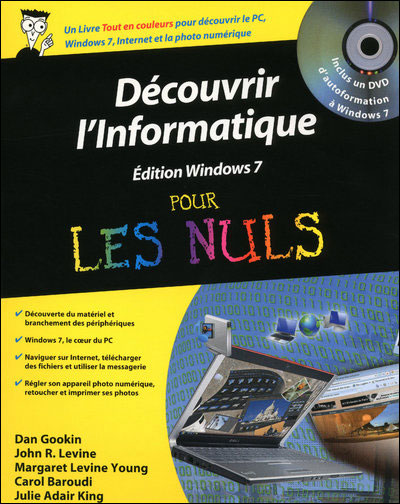 Un Livre Tout en couleurs pour découvrir le PC,
Windows 7, Internet et la photo numérique
Inclus un DVD
d'autoformation
à Windows 7
Découvrir
l'Informatique
Édition Windows 7
POUR
LES NULS
✓ Découverte du matériel et
branchement des périphériques
✓ Windows 7, le cœur du PC
✓ Naviguer sur Internet, télécharger
des fichiers et utiliser la messagerie
✓ Régler son appareil photo numérique,
retoucher et imprimer ses photos
Dan Gookin
John R. Levine
Margaret Levine Young
Carol Baroudi
Julie Adair King